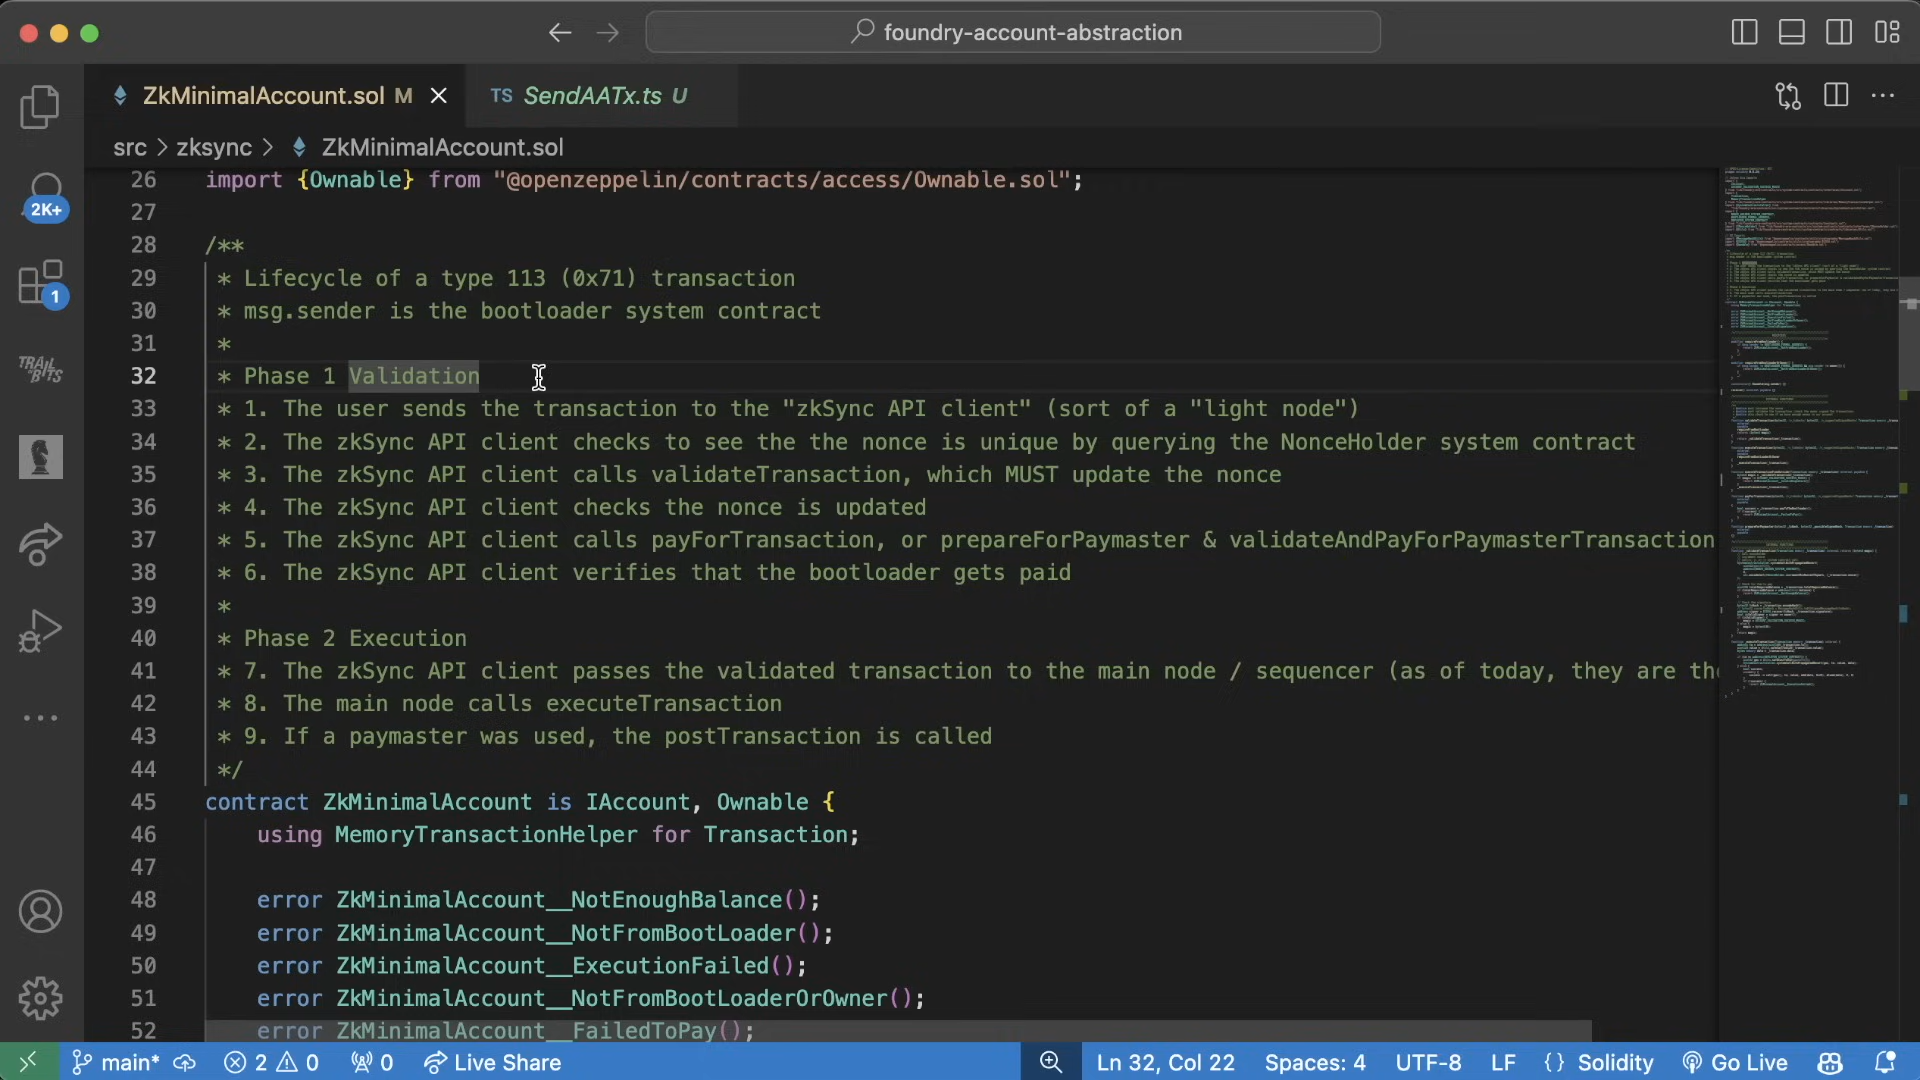 foundry-account-abstraction
ZkMinimalAccount.sol M
TS SendAATx.ts U
src > zksync > ZkMinimalAccount.sol
2K+
1
TRAIL OF BITS
26 import {Ownable} from "@openzeppelin/contracts/access/Ownable.sol";
27
28 /**
29 * Lifecycle of a type 113 (0x71) transaction
30 * msg.sender is the bootloader system contract
31 *
32 * Phase 1 Validation
33 * 1. The user sends the transaction to the "zkSync API client" (sort of a "light node")
34 * 2. The zkSync API client checks to see the the nonce is unique by querying the NonceHolder system contract
35 * 3. The zkSync API client calls validateTransaction, which MUST update the nonce
36 * 4. The zkSync API client checks the nonce is updated
37 * 5. The zkSync API client calls payForTransaction, or prepareForPaymaster & validateAndPayForPaymasterTransaction
38 * 6. The zkSync API client verifies that the bootloader gets paid
39 *
40 * Phase 2 Execution
41 * 7. The zkSync API client passes the validated transaction to the main node / sequencer (as of today, they are the
42 * 8. The main node calls executeTransaction
43 * 9. If a paymaster was used, the postTransaction is called
44 */
45 contract ZkMinimalAccount is IAccount, Ownable {
46 using MemoryTransactionHelper for Transaction;
47
48 error ZkMinimalAccount__NotEnoughBalance();
49 error ZkMinimalAccount__NotFromBootLoader();
50 error ZkMinimalAccount__ExecutionFailed();
51 error ZkMinimalAccount__NotFromBootLoaderOrOwner();
52 error ZkMinimalAccount__FailedToPay();
main* 2 0 0 Live Share Ln 32, Col 22 Spaces: 4 UTF-8 LF {} Solidity Go Live